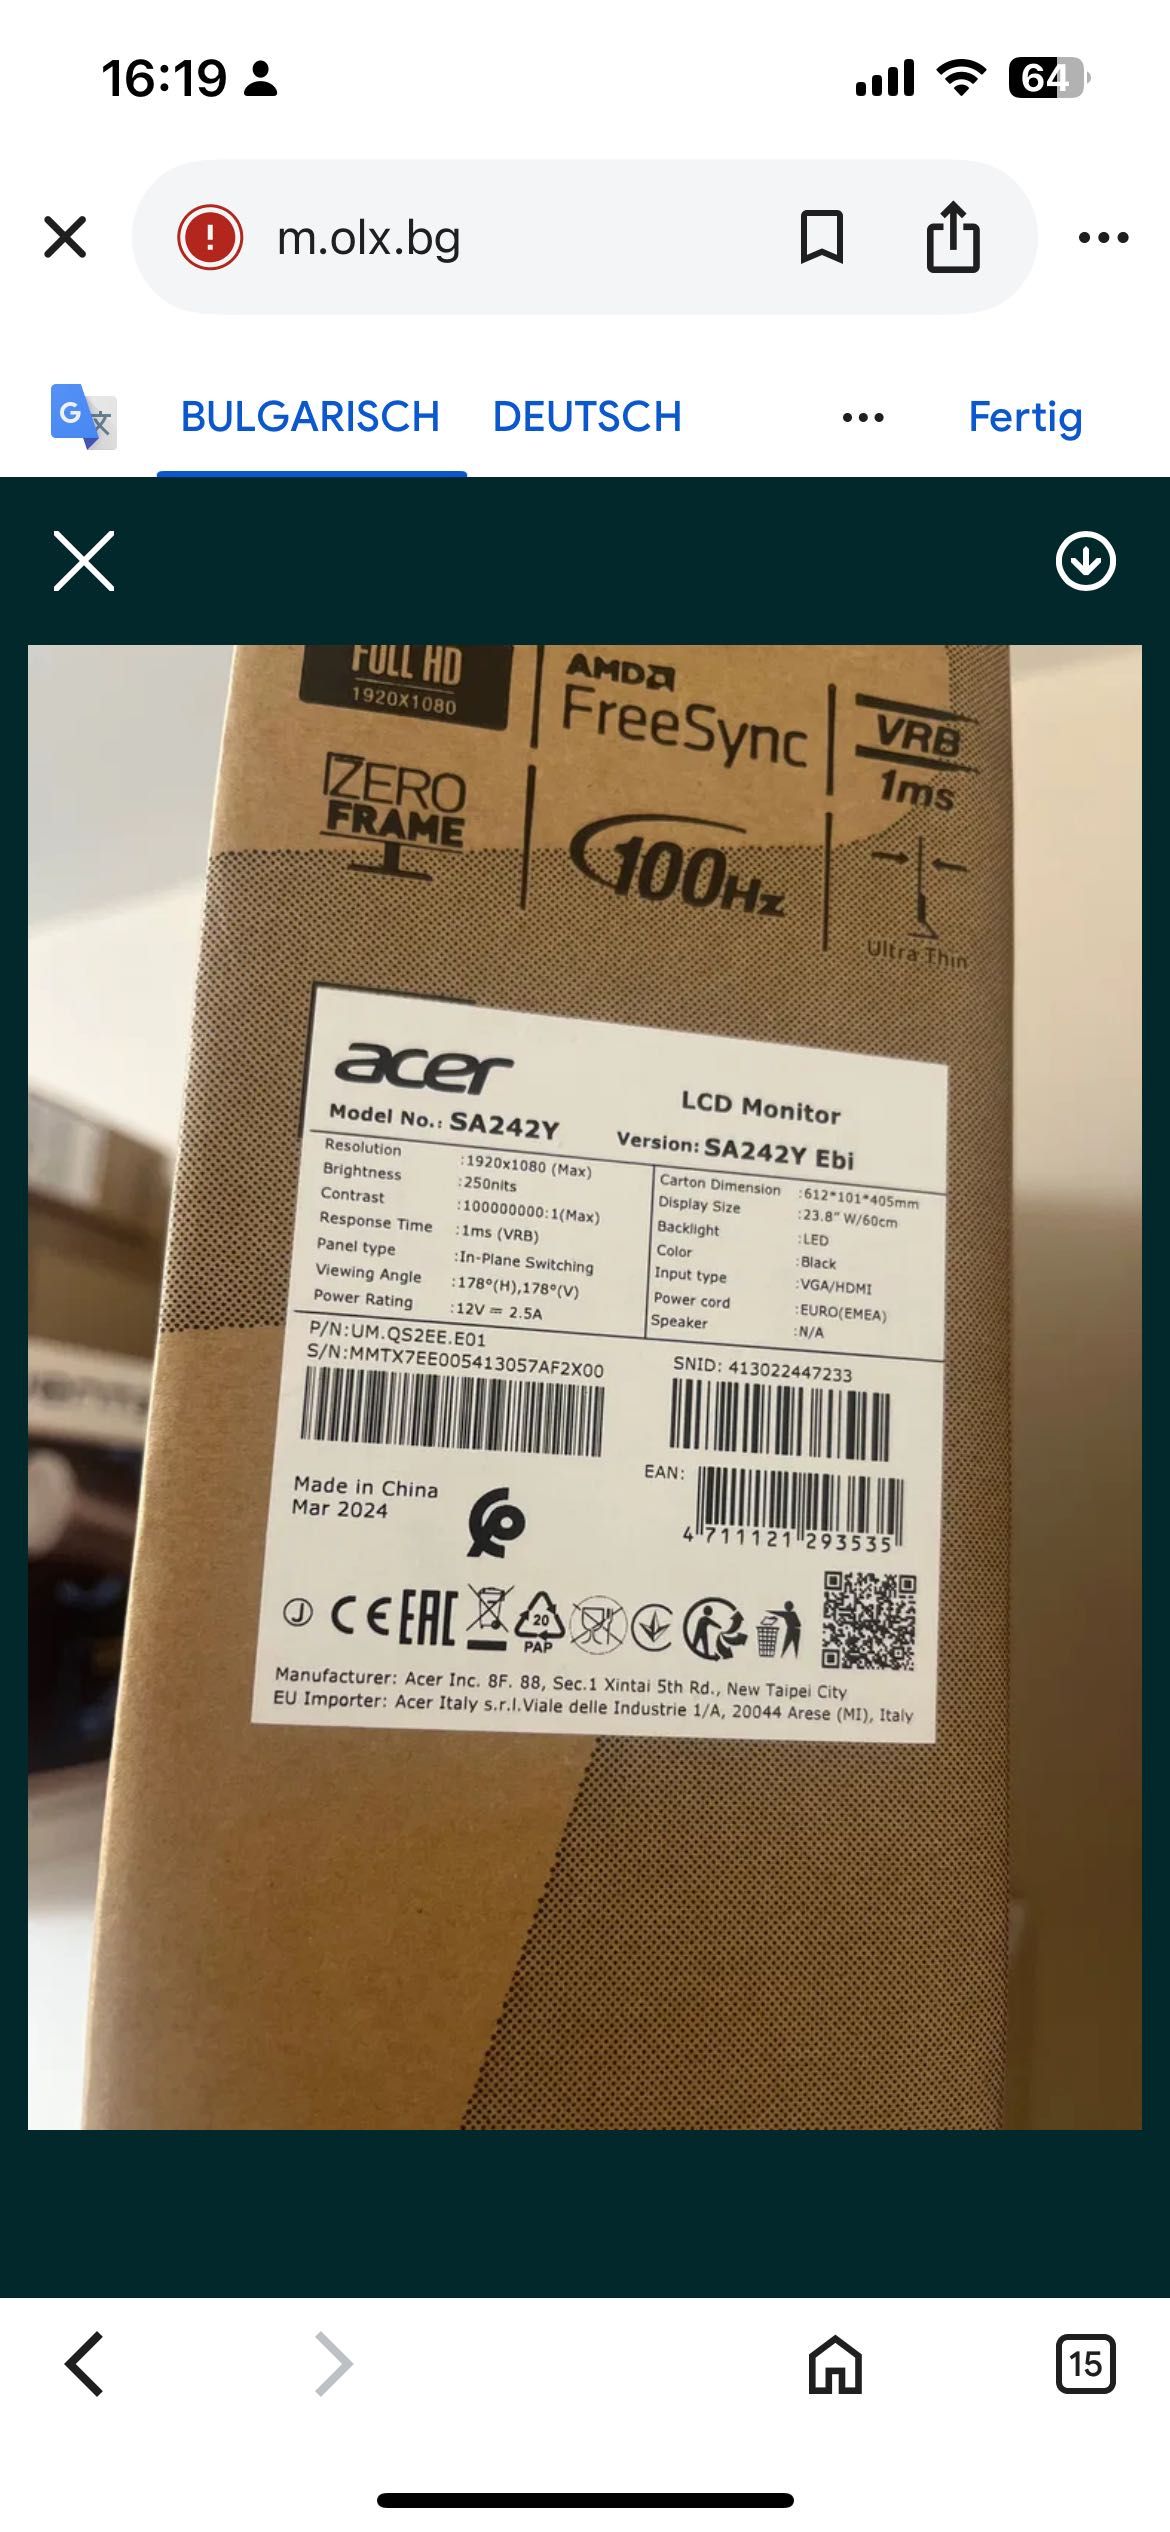 16:19
64
m.olx.bg
BULGARISCH DEUTSCH Fertig
FULL HD
1920X1080
AMD
FreeSync
VRB
1ms
ZERO
FRAME
100Hz
Ultra Thin
acer
LCD Monitor
Model No.: SA242Y
Version: SA242Y Ebi
Resolution :1920x1080 (Max)
Brightness :250nits
Contrast :100000000:1(Max)
Response Time :1ms (VRB)
Panel type :In-Plane Switching
Viewing Angle :178°(H),178°(V)
Power Rating :12V ⎓ 2.5A
Carton Dimension :612*101*405mm
Display Size :23.8" W/60cm
Backlight :LED
Color :Black
Input type :VGA/HDMI
Power cord :EURO(EMEA)
Speaker :N/A
P/N:UM.QS2EE.E01
S/N:MMTX7EE005413057AF2X00
SNID: 413022447233
EAN:
4 711121 293535
Made in China
Mar 2024
J CE EAC
20
PAP
Manufacturer: Acer Inc. 8F. 88, Sec.1 Xintai 5th Rd., New Taipei City
EU Importer: Acer Italy s.r.l.Viale delle Industrie 1/A, 20044 Arese (MI), Italy
15